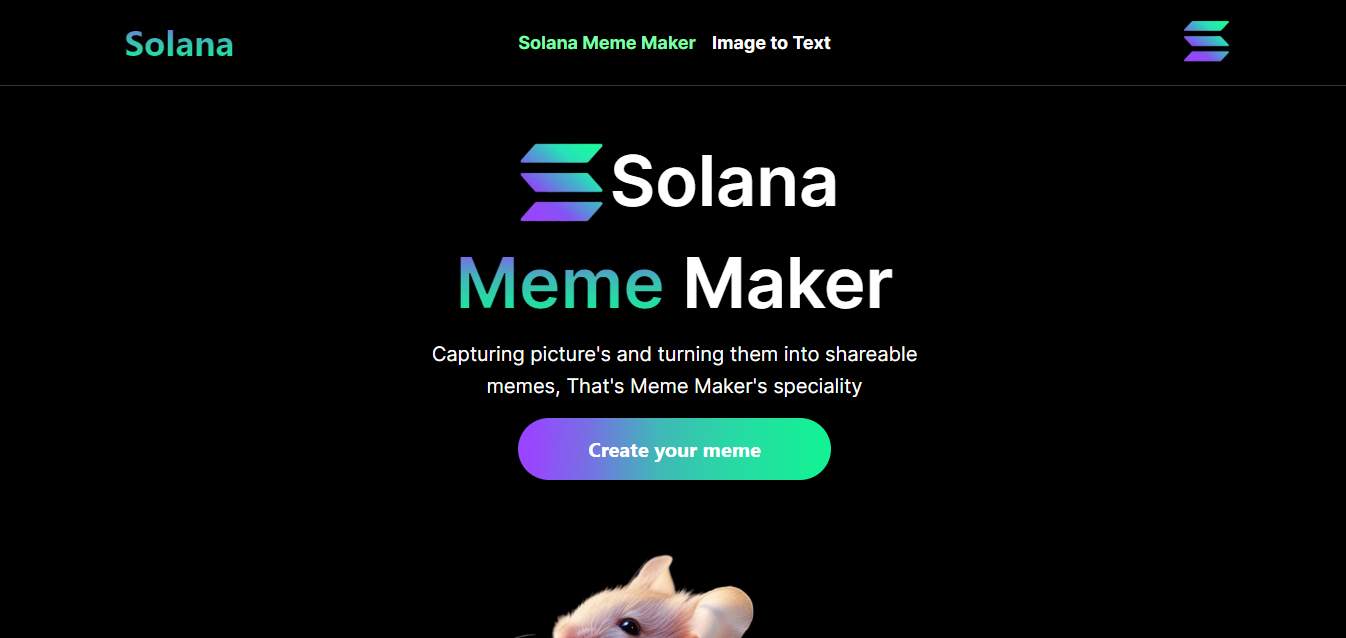 Solana
Solana Meme Maker Image to Text
Solana
Meme Maker
Capturing picture's and turning them into shareable
memes, That's Meme Maker's speciality
Create your meme